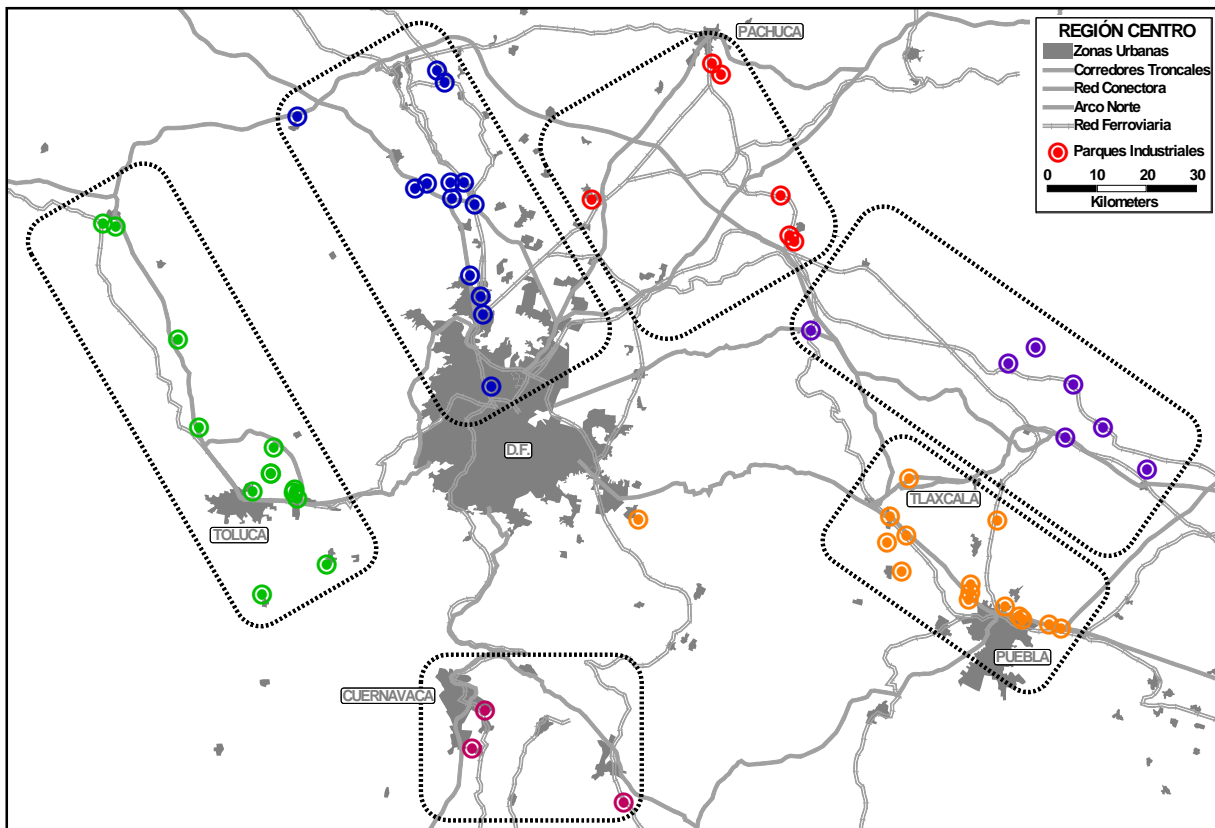 PACHUCA
REGIÓN CENTRO
Zonas Urbanas
Corredores Troncales
Red Conectora
Arco Norte
Red Ferroviaria
Parques Industriales
0 10 20 30
Kilometers
D.F.
TLAXCALA
TOLUCA
PUEBLA
CUERNAVACA